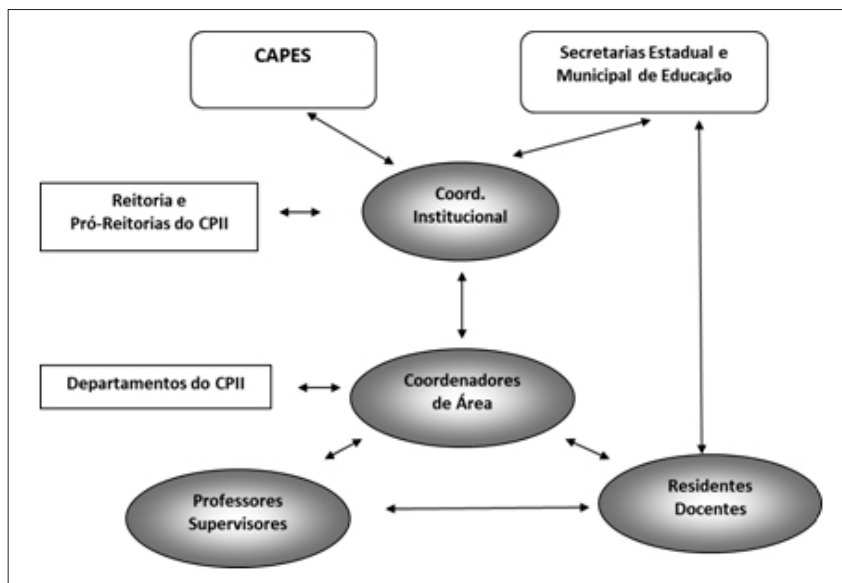 CAPES
Secretarias Estadual e
Municipal de Educação
Reitoria e
Pró-Reitorias do CPII
Coord.
Institucional
Departamentos do CPII
Coordenadores
de Área
Professores
Supervisores
Residentes
Docentes